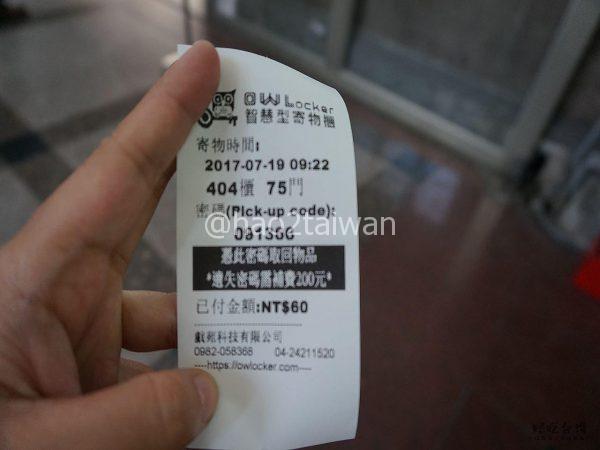 OWLocker
智慧型寄物櫃
寄物時間:
2017-07-19 09:22
404櫃 75門
密碼(Pick-up code):
@hao2taiwan
憑此密碼取回物品
*遺失密碼需補費200元*
已付金額:NT$60
戲苑科技有限公司
0982-058368 04-24211520
----https://owlocker.com----